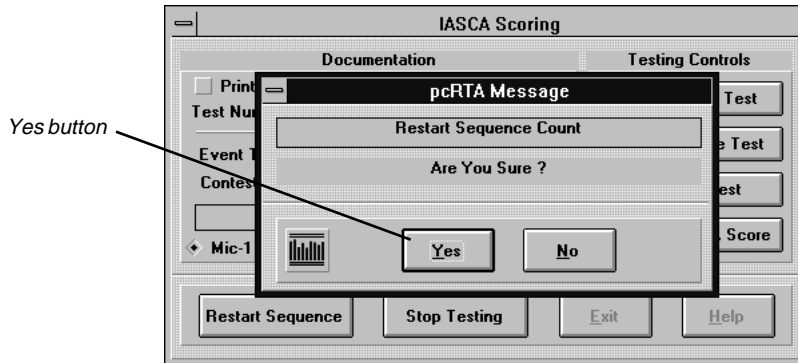 IASCA Scoring
Documentation
Testing Controls
Print
Test Nu
Event T
Contest
Mic-1
Test
e Test
est
Score
pcRTA Message
Restart Sequence Count
Are You Sure ?
Yes
No
Yes button
Restart Sequence
Stop Testing
Exit
Help